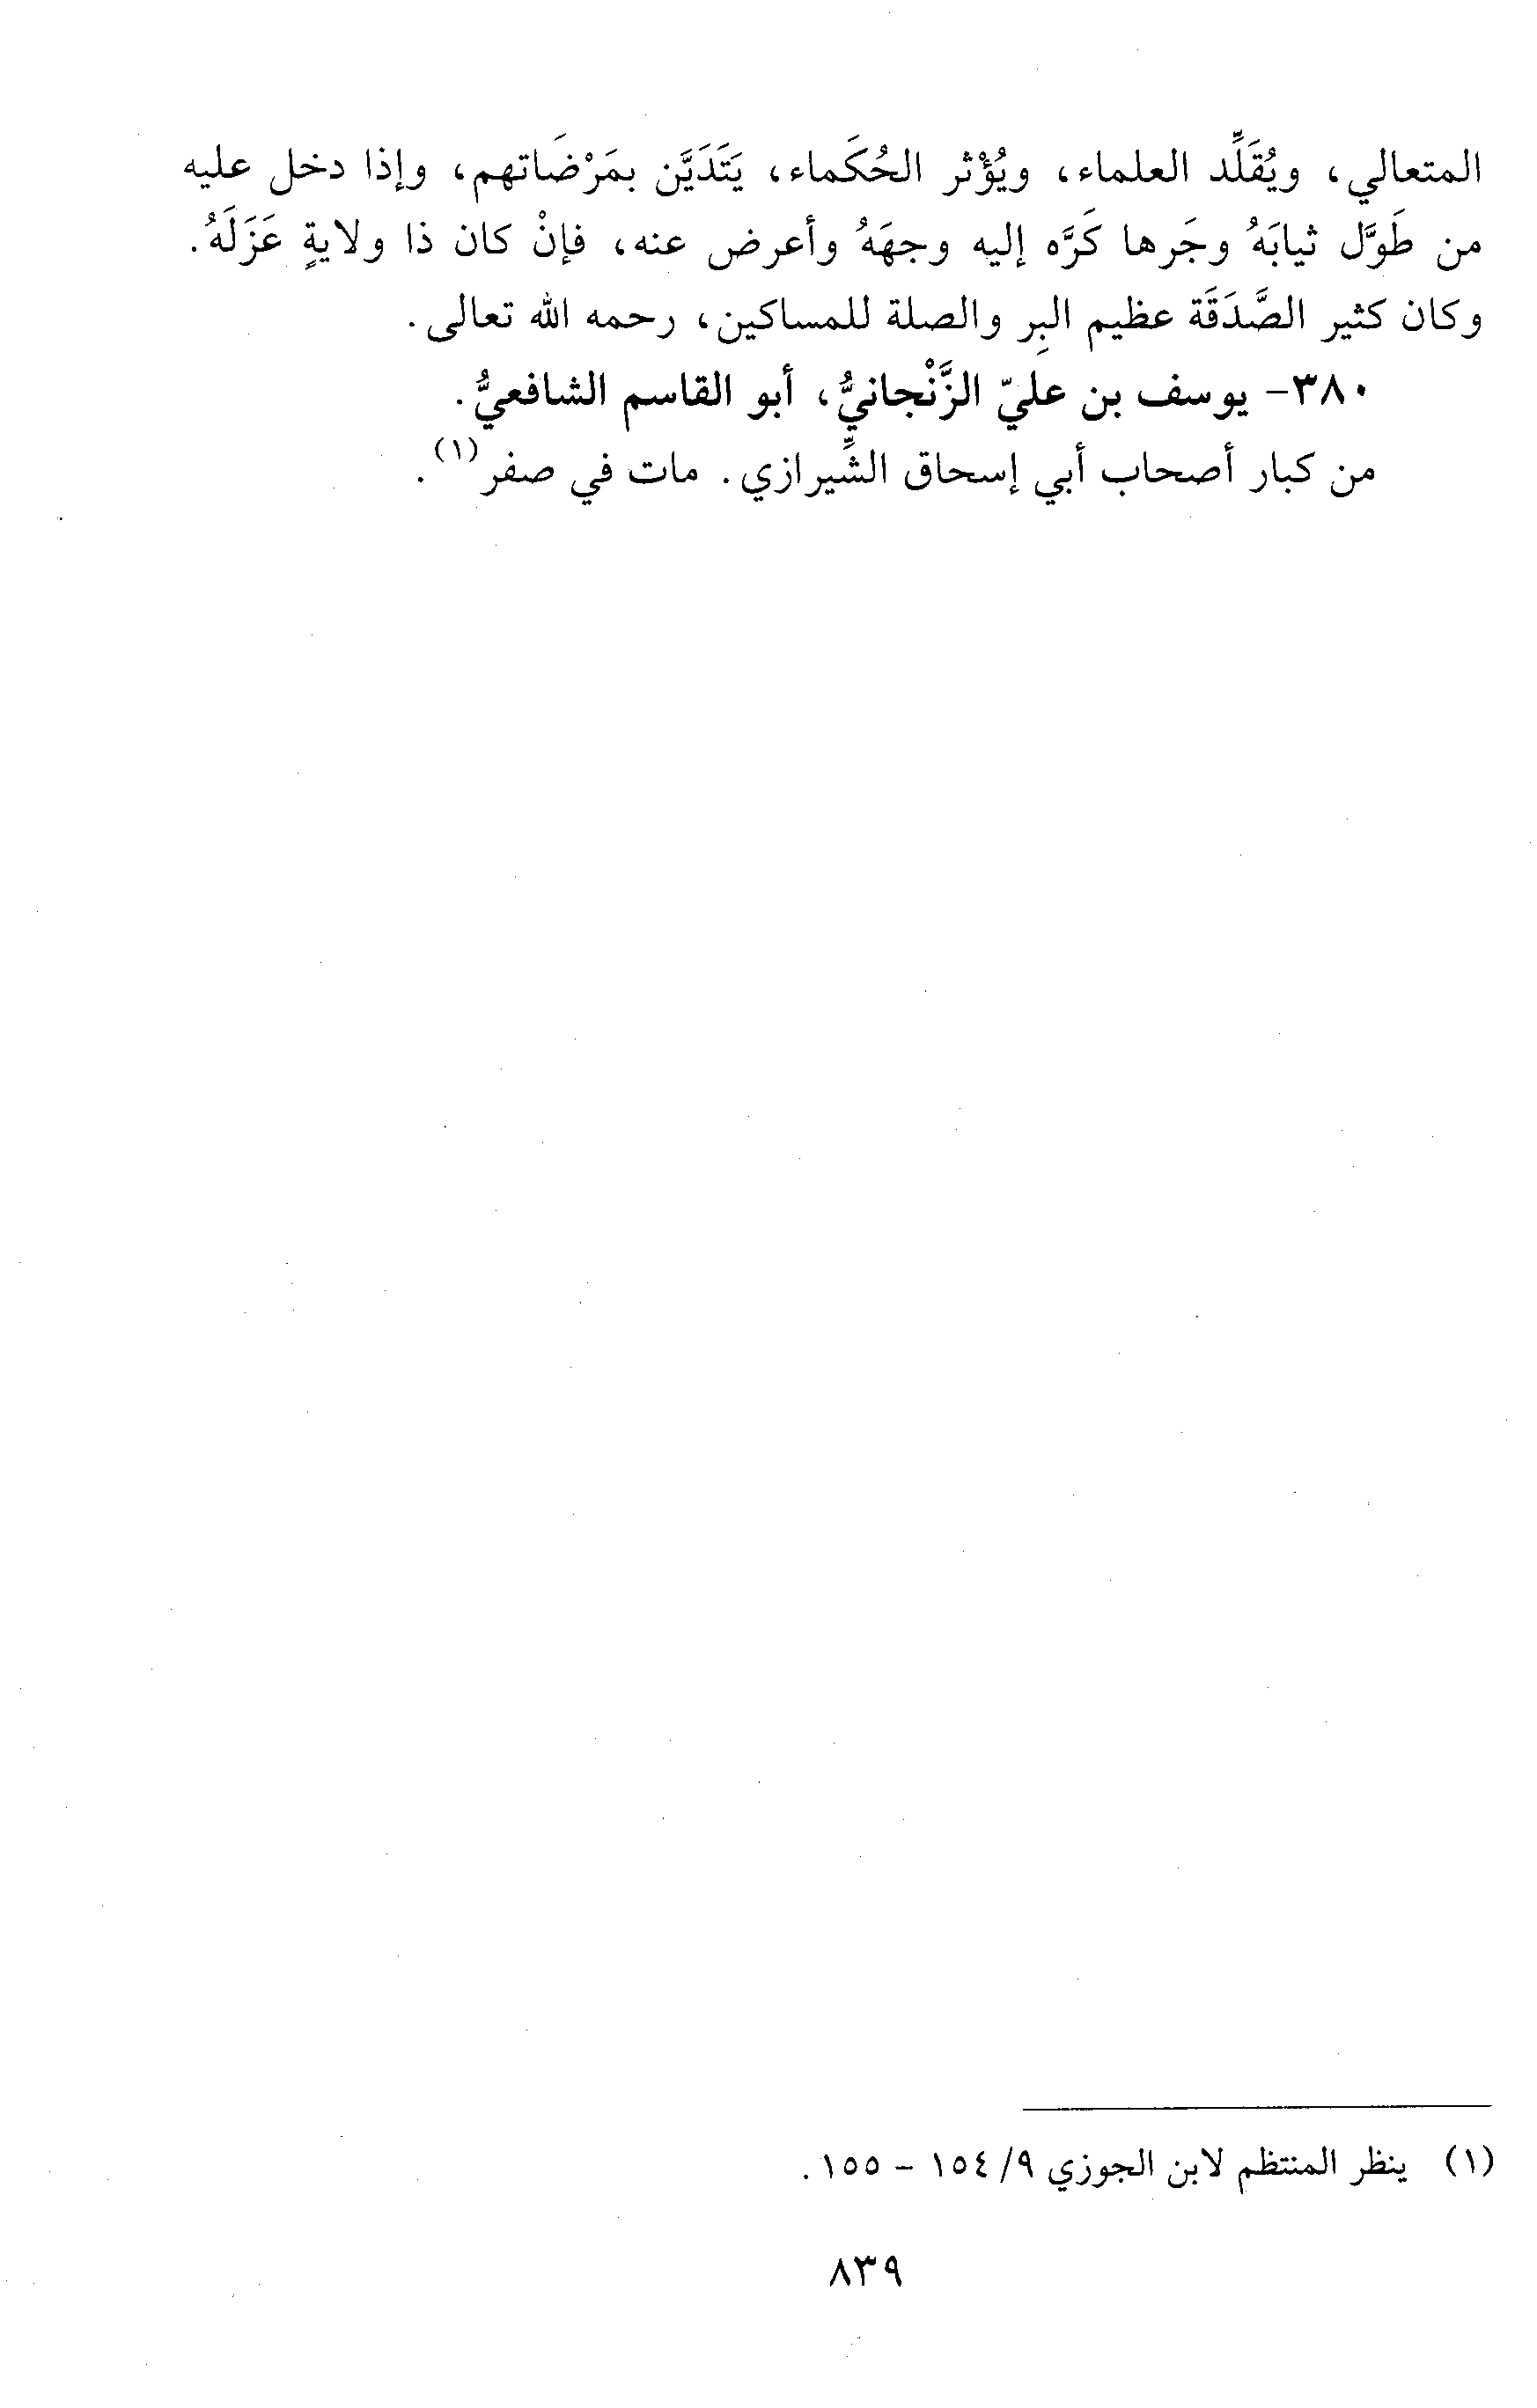 المتعالي، ويُقَلِّد العلماء، ويُؤْثر الحُكَماء، يَتَدَيَّن بمَرْضَاتهم، وإذا دخل عليه
من طَوَّل ثيابَهُ وجَرها كَرَّه إليه وجهَهُ وأعرض عنه، فإنْ كان ذا ولايةٍ عَزَلَهُ.
وكان كثير الصَّدَقَة عظيم البِر والصلة للمساكين، رحمه الله تعالى.
٣٨٠- يوسف بن عليّ الزَّنْجانيُّ، أبو القاسم الشافعيُّ.
من كبار أصحاب أبي إسحاق الشِّيرازي. مات في صفر(١).
(١) ينظر المنتظم لابن الجوزي ٩/ ١٥٤ - ١٥٥.
٨٣٩